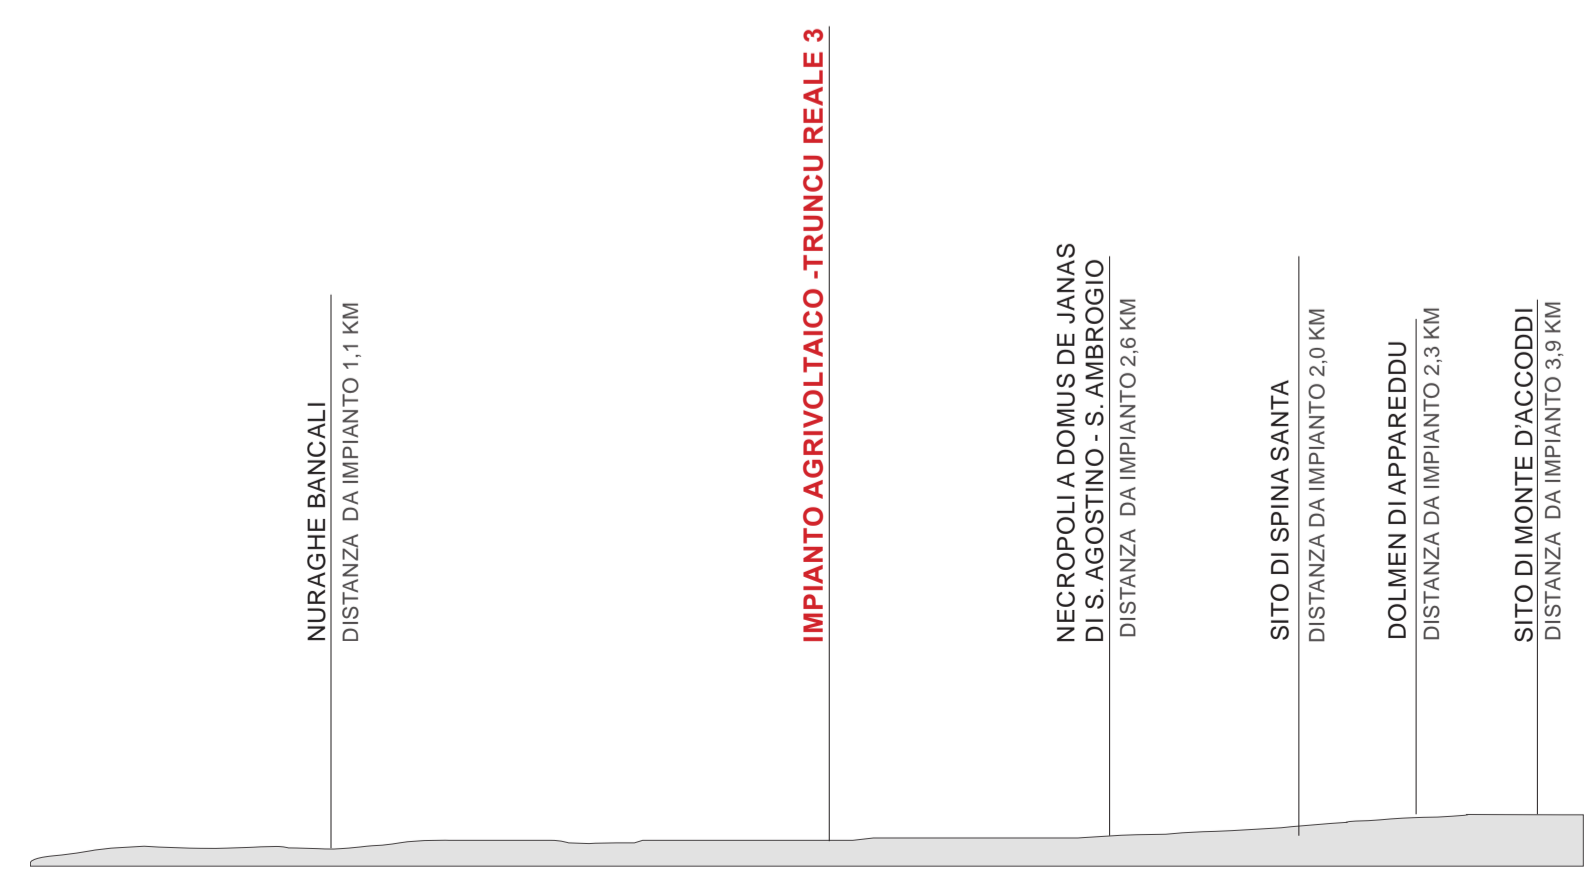 NURAGHE BANCALI
DISTANZA  DA IMPIANTO 1,1 KM
IMPIANTO AGRIVOLTAICO -TRUNCU REALE 3
NECROPOLI A DOMUS DE JANAS
DI S. AGOSTINO - S. AMBROGIO
DISTANZA  DA IMPIANTO 2,6 KM
SITO DI SPINA SANTA
DISTANZA DA IMPIANTO 2,0 KM
DOLMEN DI APPAREDDU
DISTANZA DA IMPIANTO 2,3 KM
SITO DI MONTE D'ACCODDI
DISTANZA  DA IMPIANTO 3,9 KM